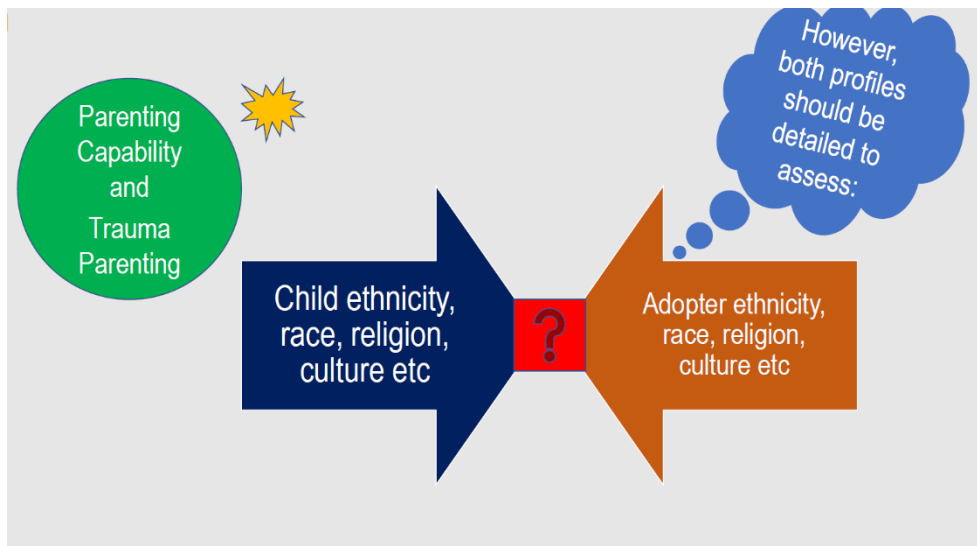 Parenting
Capability
and
Trauma
Parenting
However,
both profiles
should be
detailed to
assess:
Child ethnicity,
race, religion,
culture etc
?
Adopter ethnicity,
race, religion,
culture etc